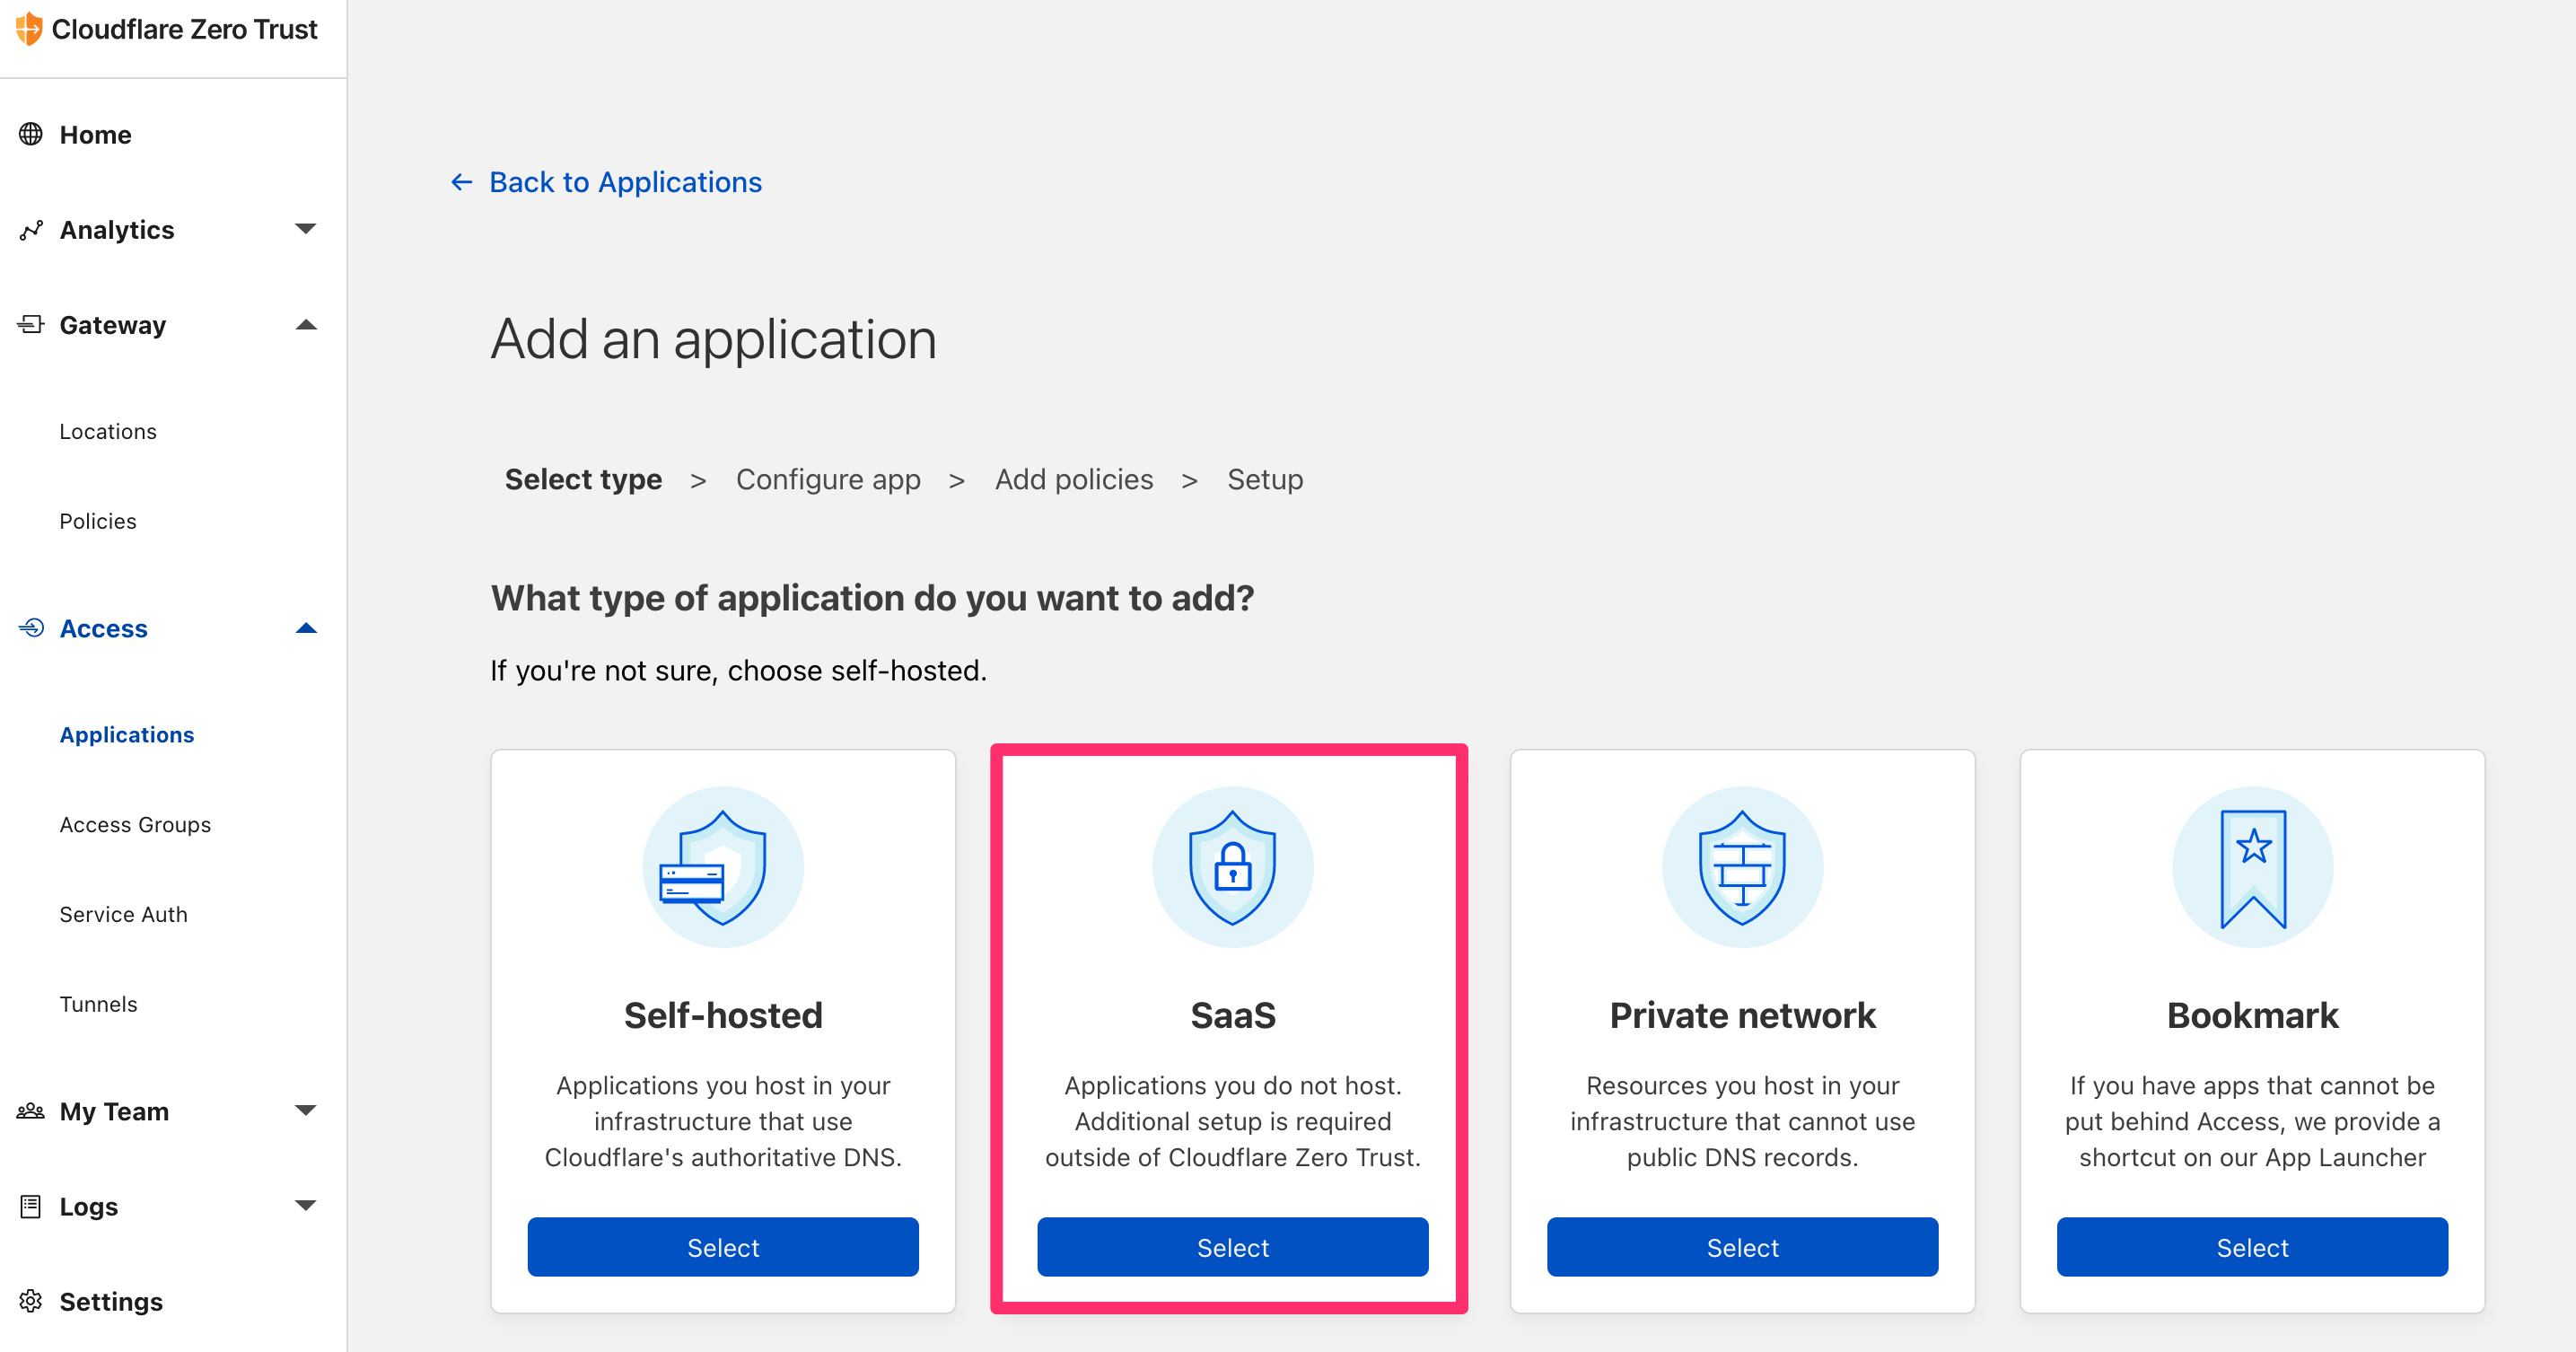 Cloudflare Zero Trust
Home
Analytics
Gateway
Locations
Policies
Access
Applications
Access Groups
Service Auth
Tunnels
My Team
Logs
Settings
← Back to Applications
Add an application
Select type > Configure app > Add policies > Setup
What type of application do you want to add?
If you're not sure, choose self-hosted.
Self-hosted
Applications you host in your
infrastructure that use
Cloudflare's authoritative DNS.
Select
SaaS
Applications you do not host.
Additional setup is required
outside of Cloudflare Zero Trust.
Select
Private network
Resources you host in your
infrastructure that cannot use
public DNS records.
Select
Bookmark
If you have apps that cannot be
put behind Access, we provide a
shortcut on our App Launcher
Select